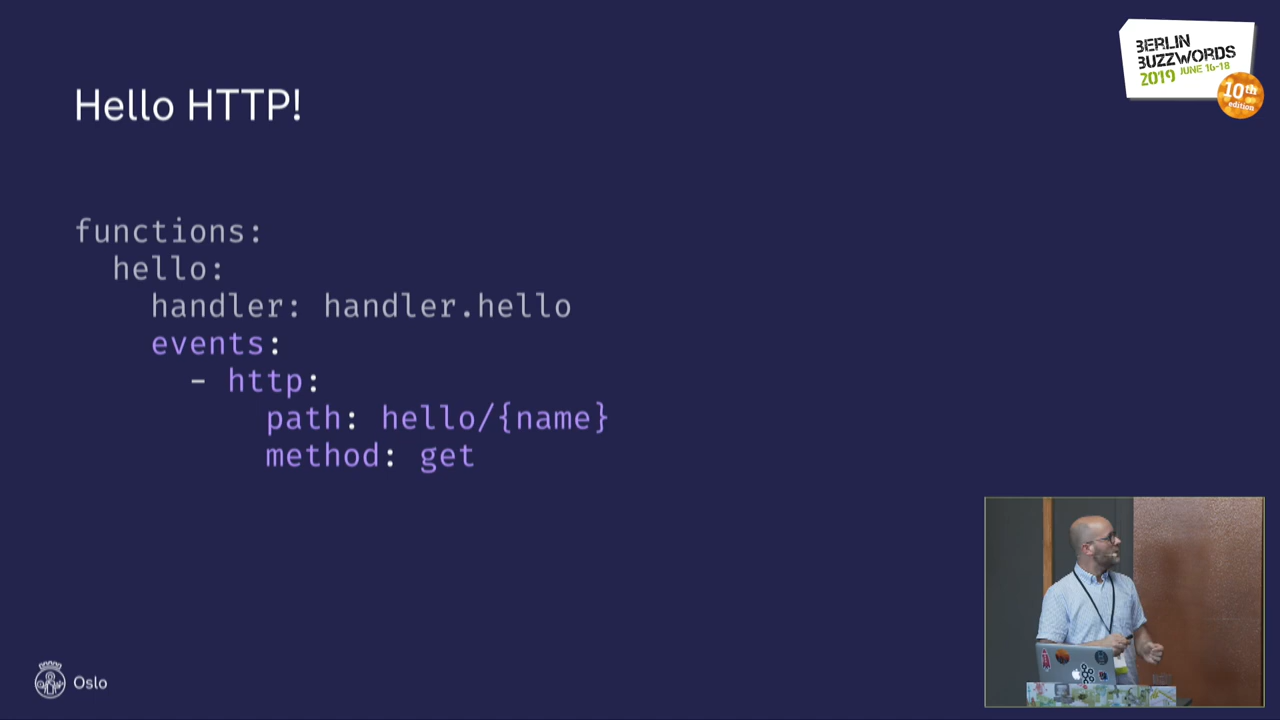 BERLIN
BUZZWORDS
2019 JUNE 16-18
10th
edition
Hello HTTP!
functions:
  hello:
    handler: handler.hello
    events:
      - http:
          path: hello/{name}
          method: get
Oslo